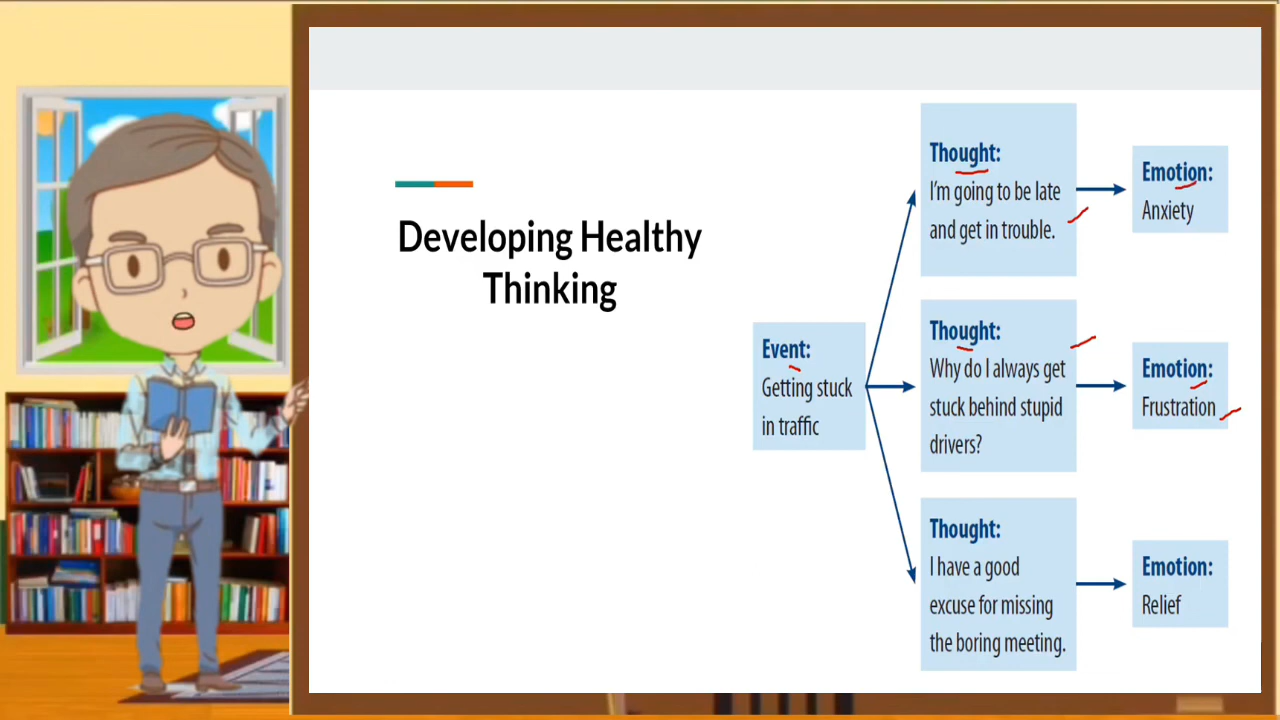 Developing Healthy
Thinking
Event:
Getting stuck
in traffic
Thought:
I'm going to be late
and get in trouble.
Emotion:
Anxiety
Thought:
Why do I always get
stuck behind stupid
drivers?
Emotion:
Frustration
Thought:
I have a good
excuse for missing
the boring meeting.
Emotion:
Relief